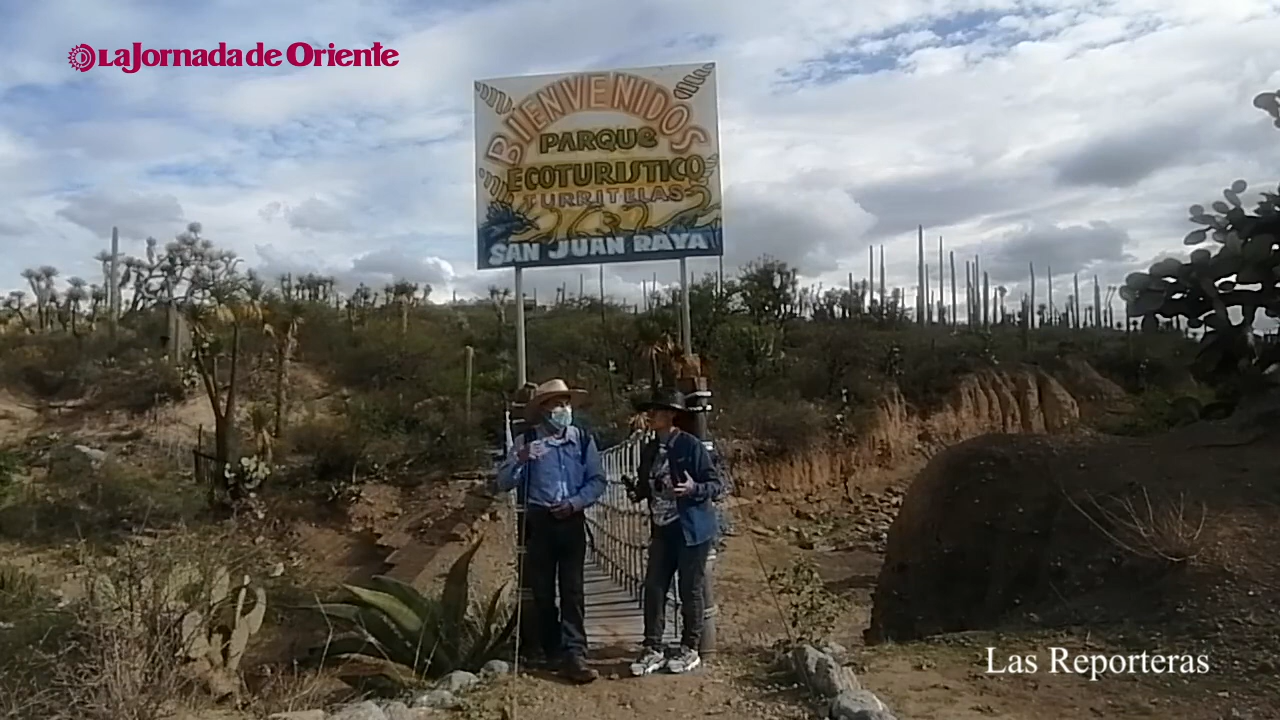 LaJornada de Oriente
BIENVENIDOS
PARQUE
ECOTURISTICO
TURRITELAS
SAN JUAN RAYA
Las Reporteras